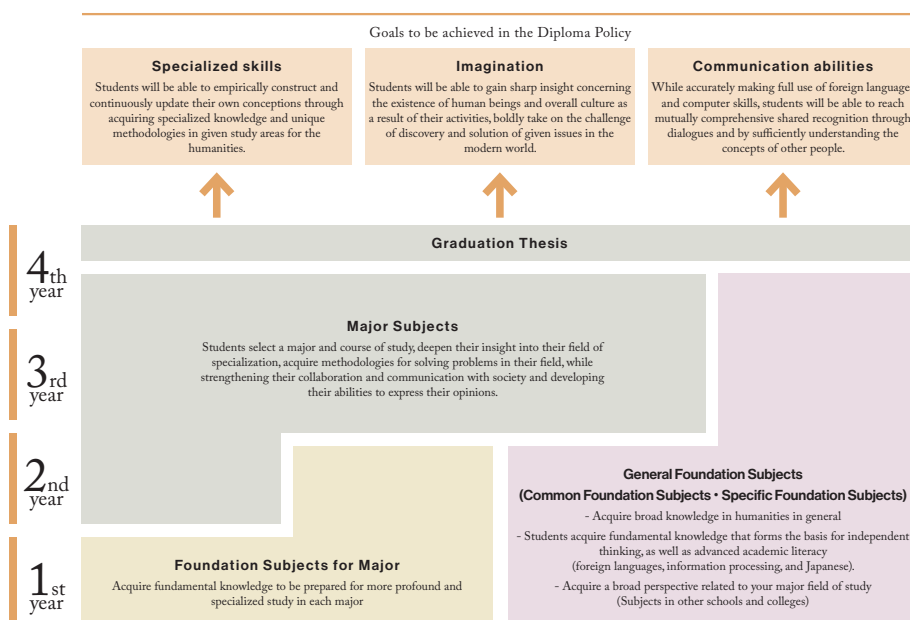 Goals to be achieved in the Diploma Policy
Specialized skills
Students will be able to empirically construct and
continuously update their own conceptions through
acquiring specialized knowledge and unique
methodologies in given study areas for the
humanities.
Imagination
Students will be able to gain sharp insight concerning
the existence of human beings and overall culture as
a result of their activities, boldly take on the challenge
of discovery and solution of given issues in the
modern world.
Communication abilities
While accurately making full use of foreign language
and computer skills, students will be able to reach
mutually comprehensive shared recognition through
dialogues and by sufficiently understanding the
concepts of other people.
4th
year
Graduation Thesis
3rd
year
Major Subjects
Students select a major and course of study, deepen their insight into their field of
specialization, acquire methodologies for solving problems in their field, while
strengthening their collaboration and communication with society and developing
their abilities to express their opinions.
2nd
year
General Foundation Subjects
(Common Foundation Subjects・Specific Foundation Subjects)
- Acquire broad knowledge in humanities in general
- Students acquire fundamental knowledge that forms the basis for independent
thinking, as well as advanced academic literacy
(foreign languages, information processing, and Japanese).
- Acquire a broad perspective related to your major field of study
(Subjects in other schools and colleges)
1st
year
Foundation Subjects for Major
Acquire fundamental knowledge to be prepared for more profound and
specialized study in each major